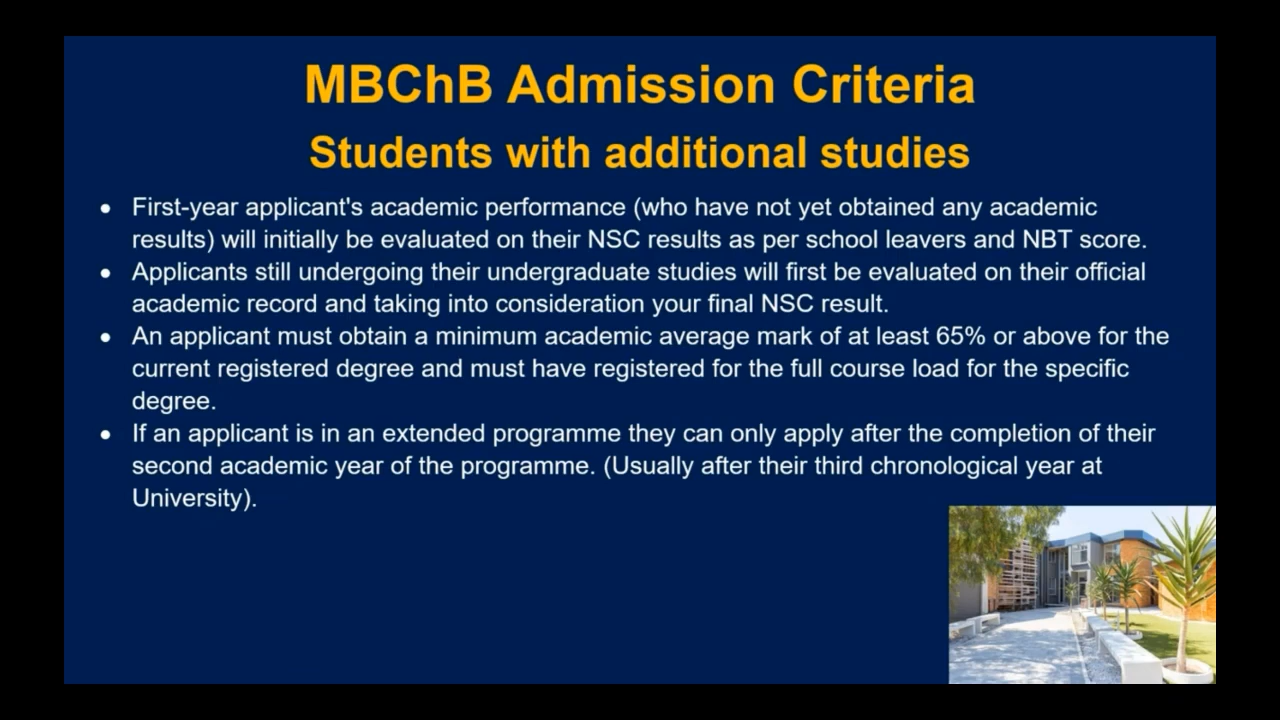 MBChB Admission Criteria
Students with additional studies
• First-year applicant's academic performance (who have not yet obtained any academic
results) will initially be evaluated on their NSC results as per school leavers and NBT score.
• Applicants still undergoing their undergraduate studies will first be evaluated on their official
academic record and taking into consideration your final NSC result.
• An applicant must obtain a minimum academic average mark of at least 65% or above for the
current registered degree and must have registered for the full course load for the specific
degree.
• If an applicant is in an extended programme they can only apply after the completion of their
second academic year of the programme. (Usually after their third chronological year at
University).